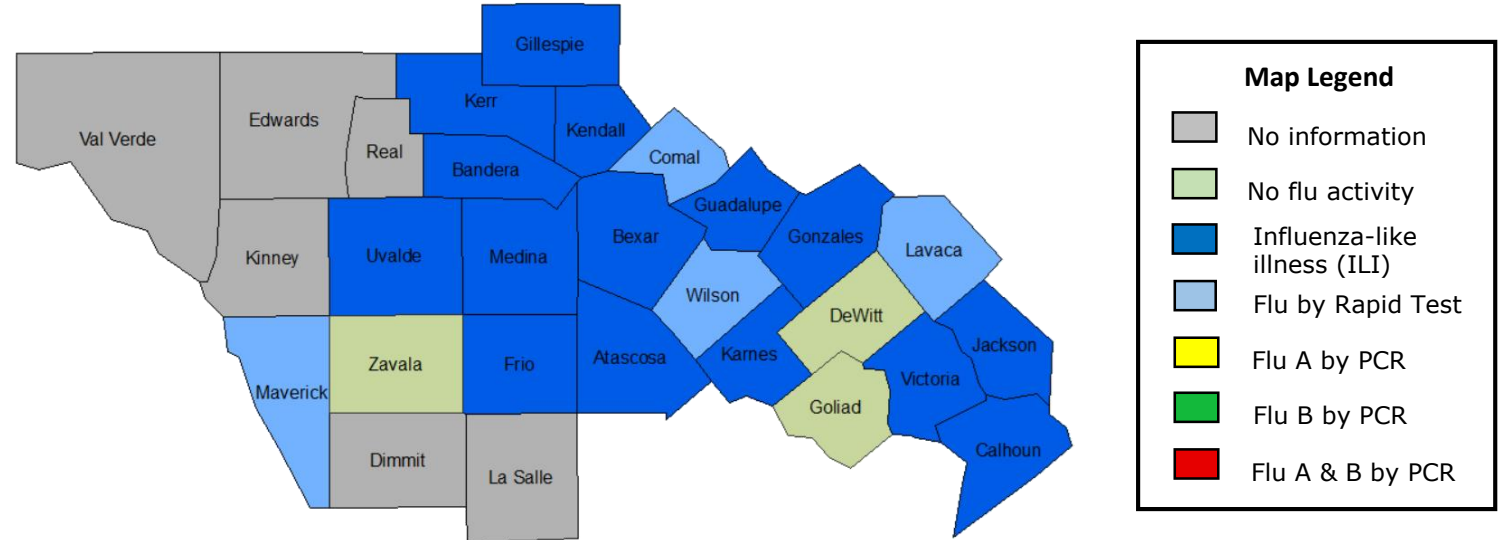 Gillespie
Kerr
Edwards
Val Verde
Kendall
Real
Comal
Bandera
Guadalupe
Bexar
Gonzales
Lavaca
Kinney
Uvalde
Medina
Wilson
DeWitt
Jackson
Karnes
Atascosa
Zavala
Frio
Victoria
Maverick
Goliad
Calhoun
Dimmit
La Salle
Map Legend
No information
No flu activity
Influenza-like
illness (ILI)
Flu by Rapid Test
Flu A by PCR
Flu B by PCR
Flu A & B by PCR